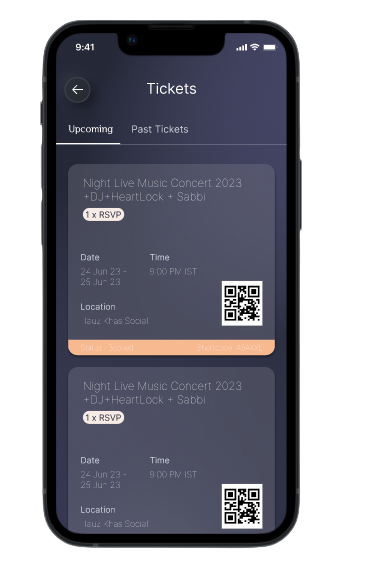 9:41
Tickets
Upcoming Past Tickets
Night Live Music Concert 2023
+DJ+HeartLock + Sabbi
1 x RSVP
Date Time
24 Jun 23 - 9:00 PM IST
25 Jun 23
Location
Hauz Khas Social
Night Live Music Concert 2023
+DJ+HeartLock + Sabbi
1 x RSVP
Date Time
24 Jun 23 - 9:00 PM IST
25 Jun 23
Location
Hauz Khas Social